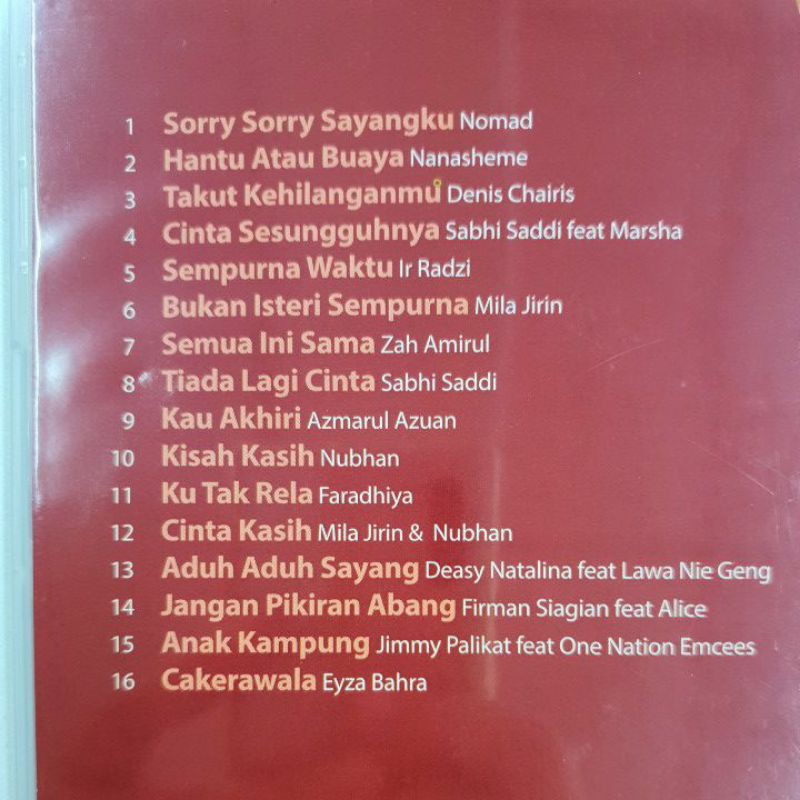 1 Sorry Sorry Sayangku Nomad
2 Hantu Atau Buaya Nanasheme
3 Takut Kehilanganmu Denis Chairis
4 Cinta Sesungguhnya Sabhi Saddi feat Marsha
5 Sempurna Waktu Ir Radzi
6 Bukan Isteri Sempurna Mila Jirin
7 Semua Ini Sama Zah Amirul
8 Tiada Lagi Cinta Sabhi Saddi
9 Kau Akhiri Azmarul Azuan
10 Kisah Kasih Nubhan
11 Ku Tak Rela Faradhiya
12 Cinta Kasih Mila Jirin & Nubhan
13 Aduh Aduh Sayang Deasy Natalina feat Lawa Nie Geng
14 Jangan Pikiran Abang Firman Siagian feat Alice
15 Anak Kampung Jimmy Palikat feat One Nation Emcees
16 Cakerawala Eyza Bahra